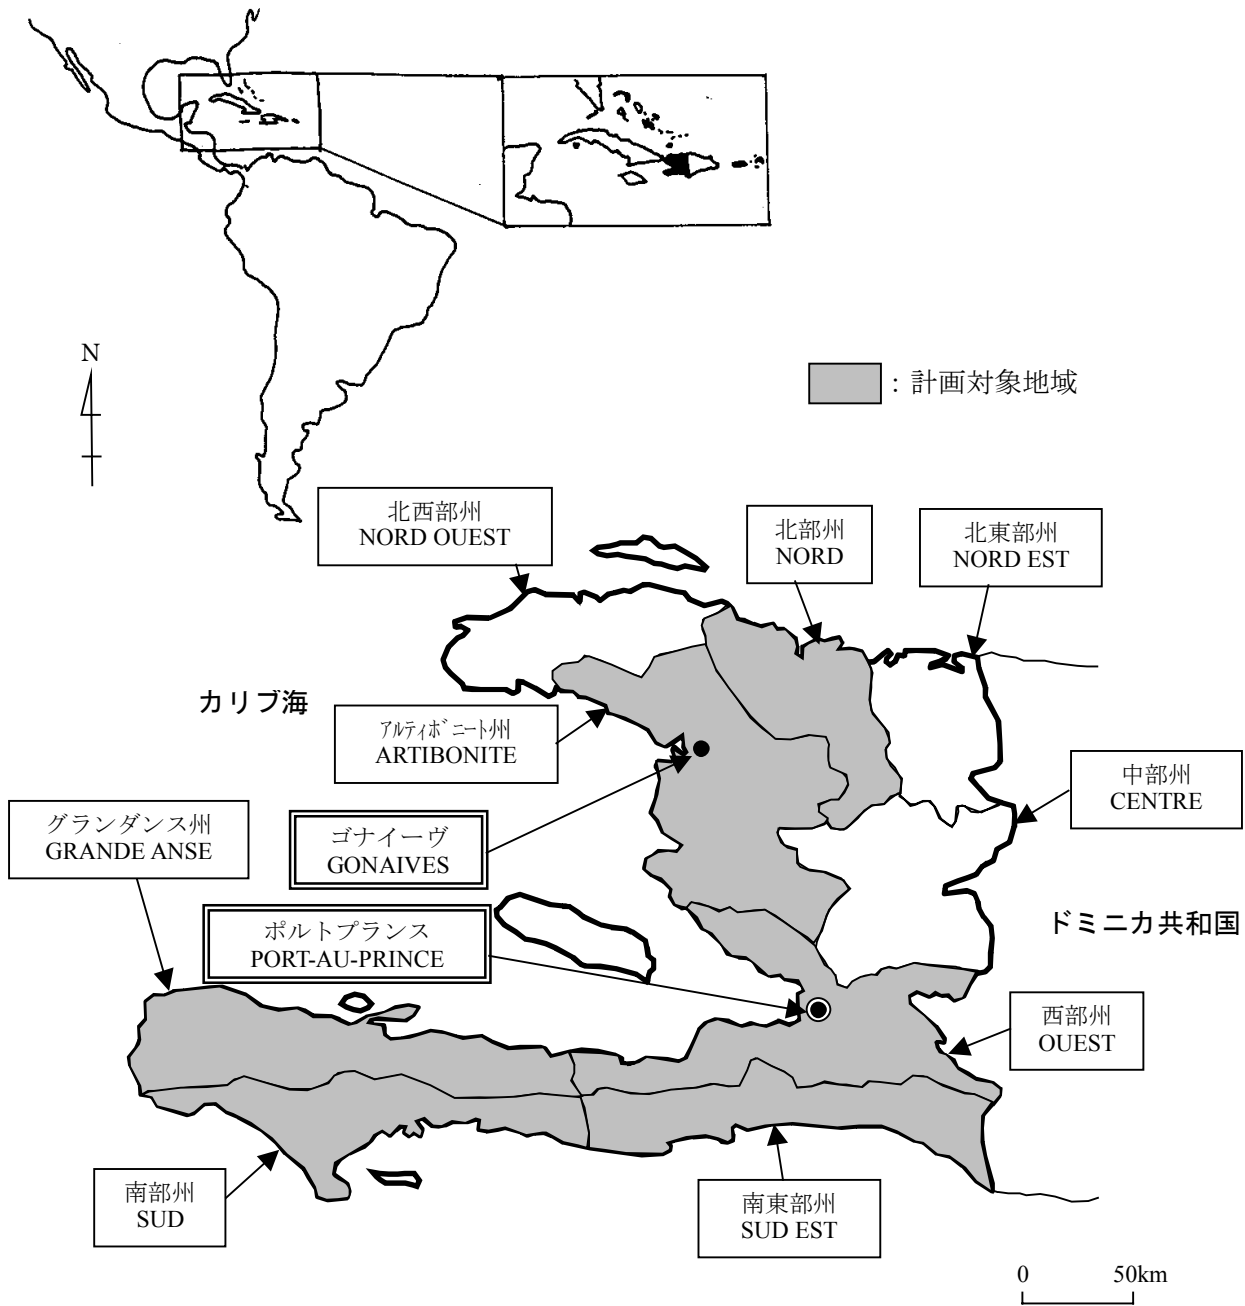 N
：計画対象地域
北西部州
NORD OUEST
北部州
NORD
北東部州
NORD EST
カリブ海
ｱﾙﾃｨﾎﾞﾆｰﾄ州
ARTIBONITE
中部州
CENTRE
グランダンス州
GRANDE ANSE
ゴナイーヴ
GONAIVES
ポルトプランス
PORT-AU-PRINCE
ドミニカ共和国
西部州
OUEST
南部州
SUD
南東部州
SUD EST
0 50km